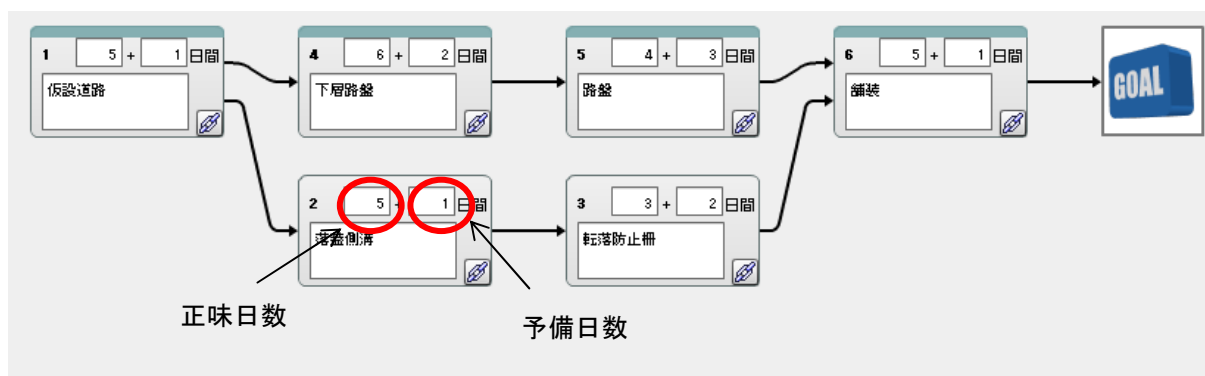 1 5 + 1 日間
仮設道路
4 6 + 2 日間
下層路盤
5 4 + 3 日間
路盤
6 5 + 1 日間
舗装
GOAL
2 5 + 1 日間
落蓋側溝
3 3 + 2 日間
転落防止柵
正味日数
予備日数